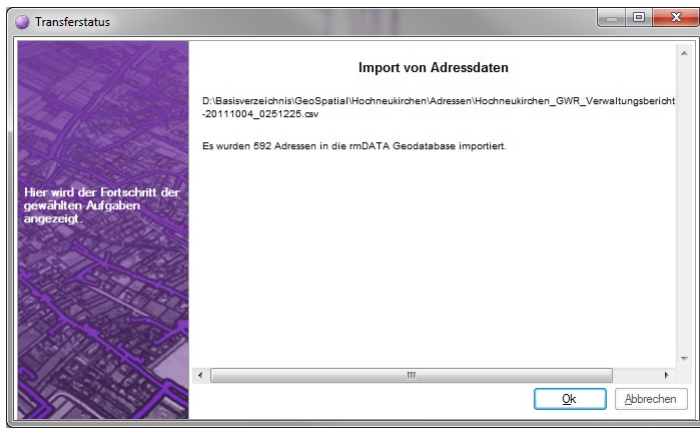 Transferstatus
Import von Adressdaten
D:\Basisverzeichnis\GeoSpatial\Hochneukirchen\Adressen\Hochneukirchen_GWR_Verwaltungsbericht
-20111004_0251225.csv
Es wurden 592 Adressen in die rmDATA Geodatabase importiert.
Hier wird der Fortschritt der
gewählten Aufgaben
angezeigt.
Ok
Abbrechen